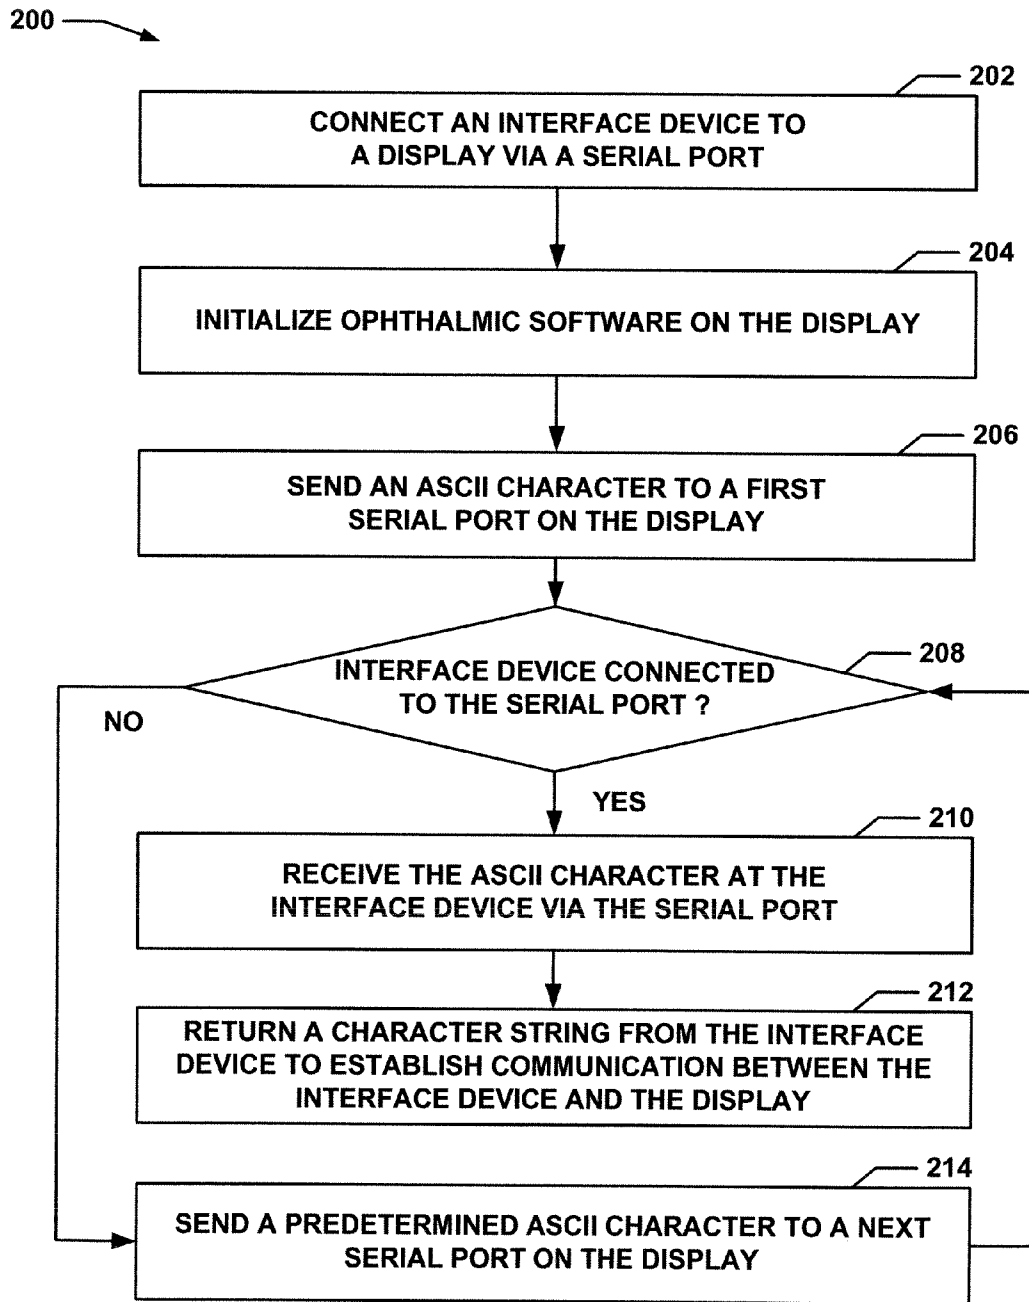 200
202
CONNECT AN INTERFACE DEVICE TO
A DISPLAY VIA A SERIAL PORT
204
INITIALIZE OPHTHALMIC SOFTWARE ON THE DISPLAY
206
SEND AN ASCII CHARACTER TO A FIRST
SERIAL PORT ON THE DISPLAY
208
INTERFACE DEVICE CONNECTED
TO THE SERIAL PORT ?
NO
YES
210
RECEIVE THE ASCII CHARACTER AT THE
INTERFACE DEVICE VIA THE SERIAL PORT
212
RETURN A CHARACTER STRING FROM THE INTERFACE
DEVICE TO ESTABLISH COMMUNICATION BETWEEN THE
INTERFACE DEVICE AND THE DISPLAY
214
SEND A PREDETERMINED ASCII CHARACTER TO A NEXT
SERIAL PORT ON THE DISPLAY